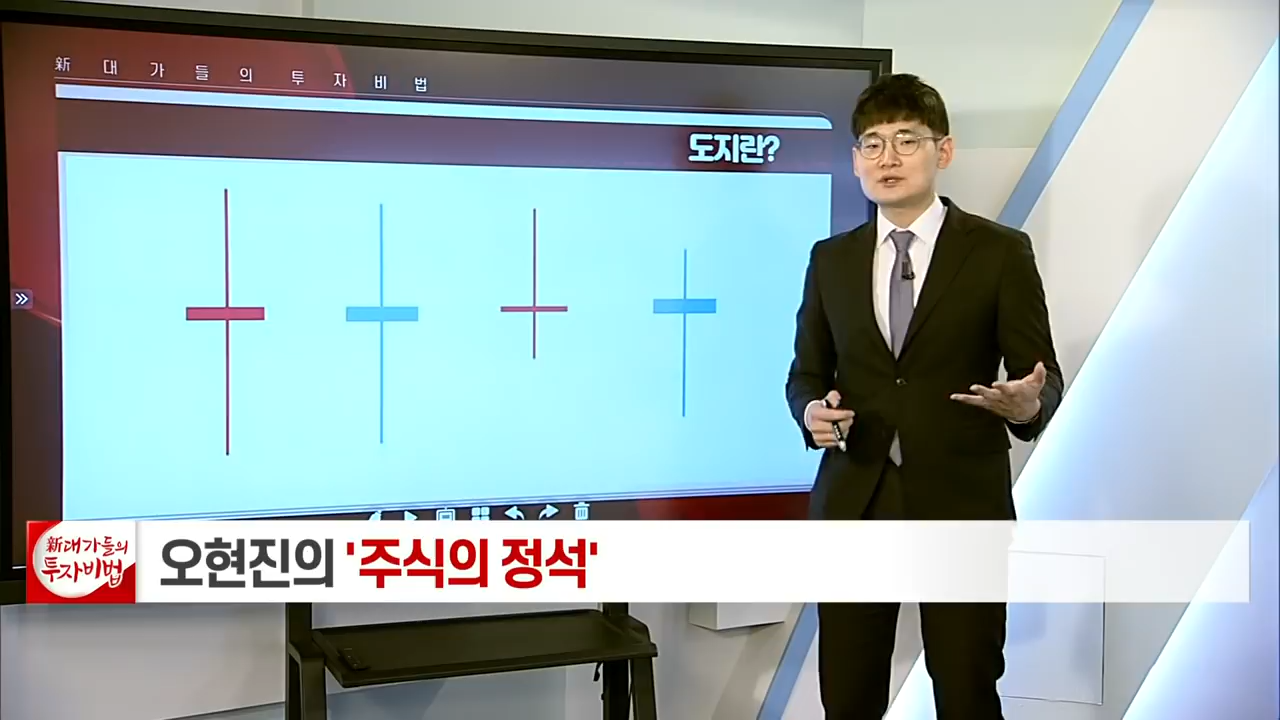 新 대 가 들 의 투 자 비 법
도지란?
新대가들의
투자비법
오현진의 '주식의 정석'